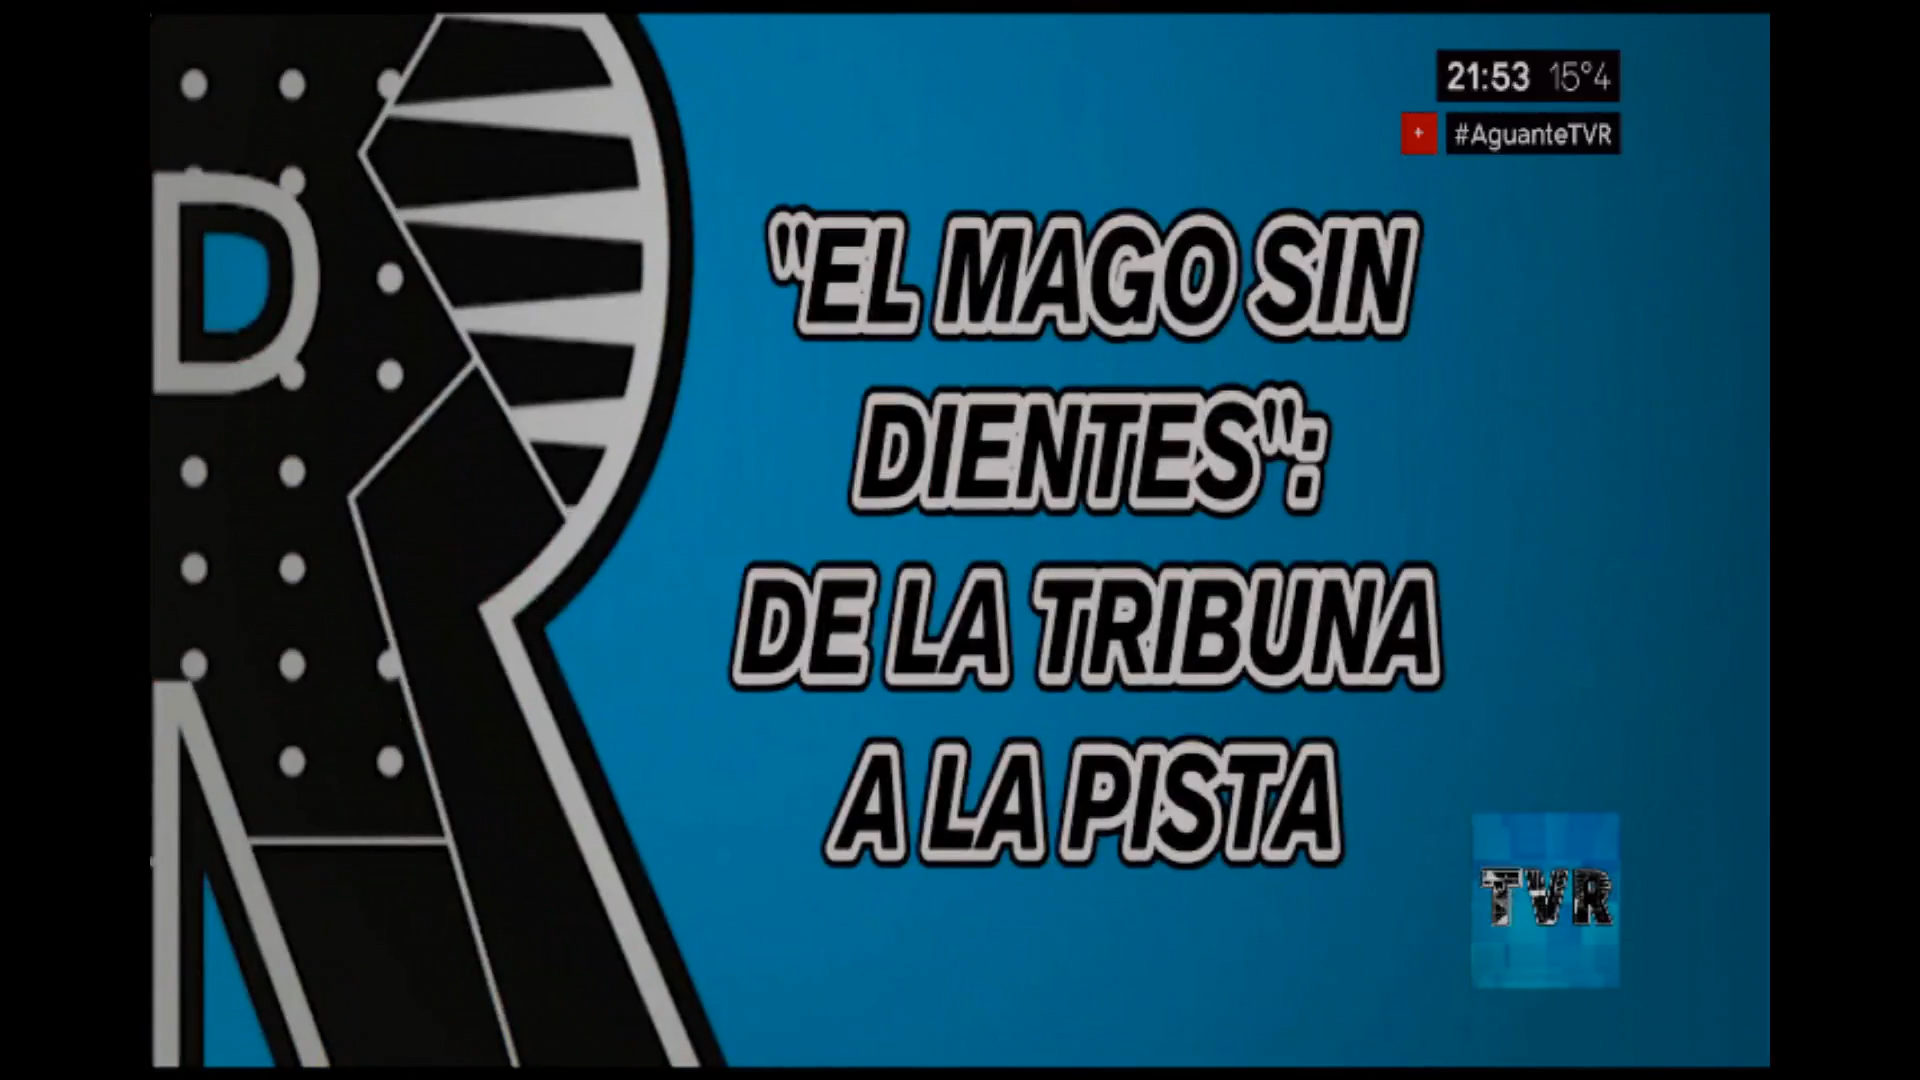 21:53 15°4
+ #AguanteTVR
"EL MAGO SIN
DIENTES":
DE LA TRIBUNA
A LA PISTA
D
TVR